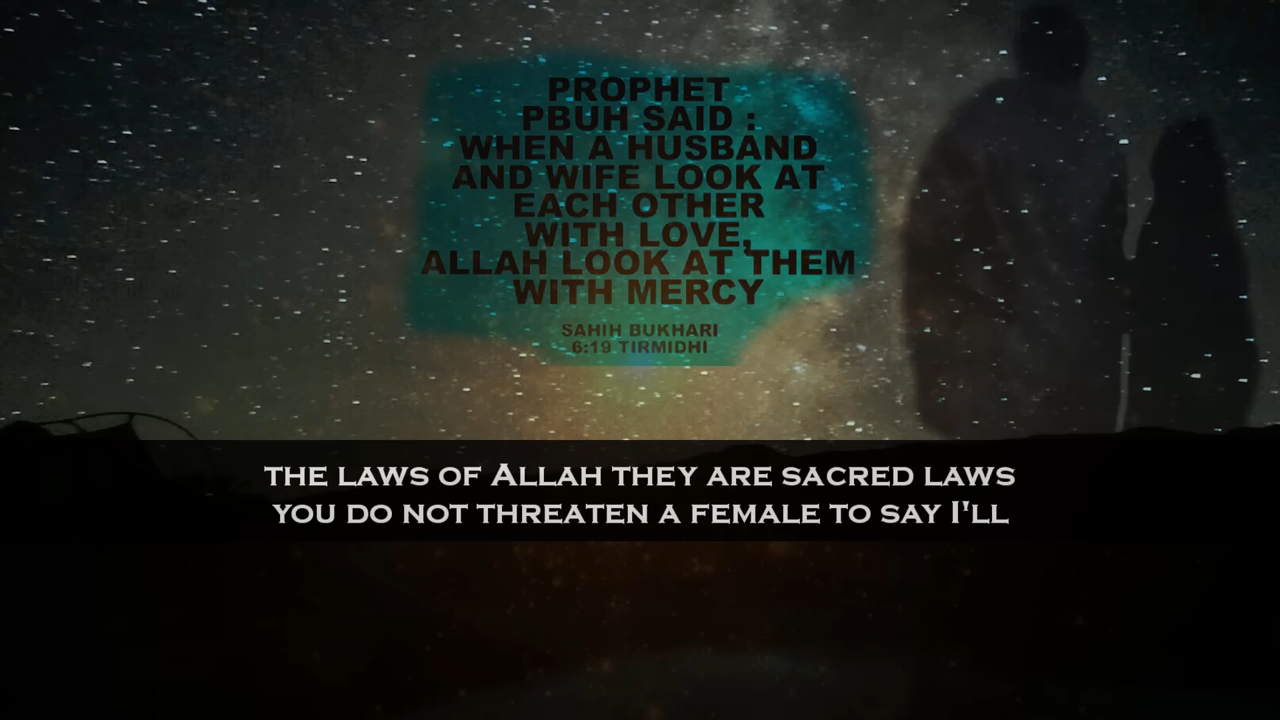 PROPHET
PBUH SAID :
WHEN A HUSBAND
AND WIFE LOOK AT
EACH OTHER
WITH LOVE,
ALLAH LOOK AT THEM
WITH MERCY
SAHIH BUKHARI
6:19 TIRMIDHI
THE LAWS OF ALLAH THEY ARE SACRED LAWS
YOU DO NOT THREATEN A FEMALE TO SAY I'LL